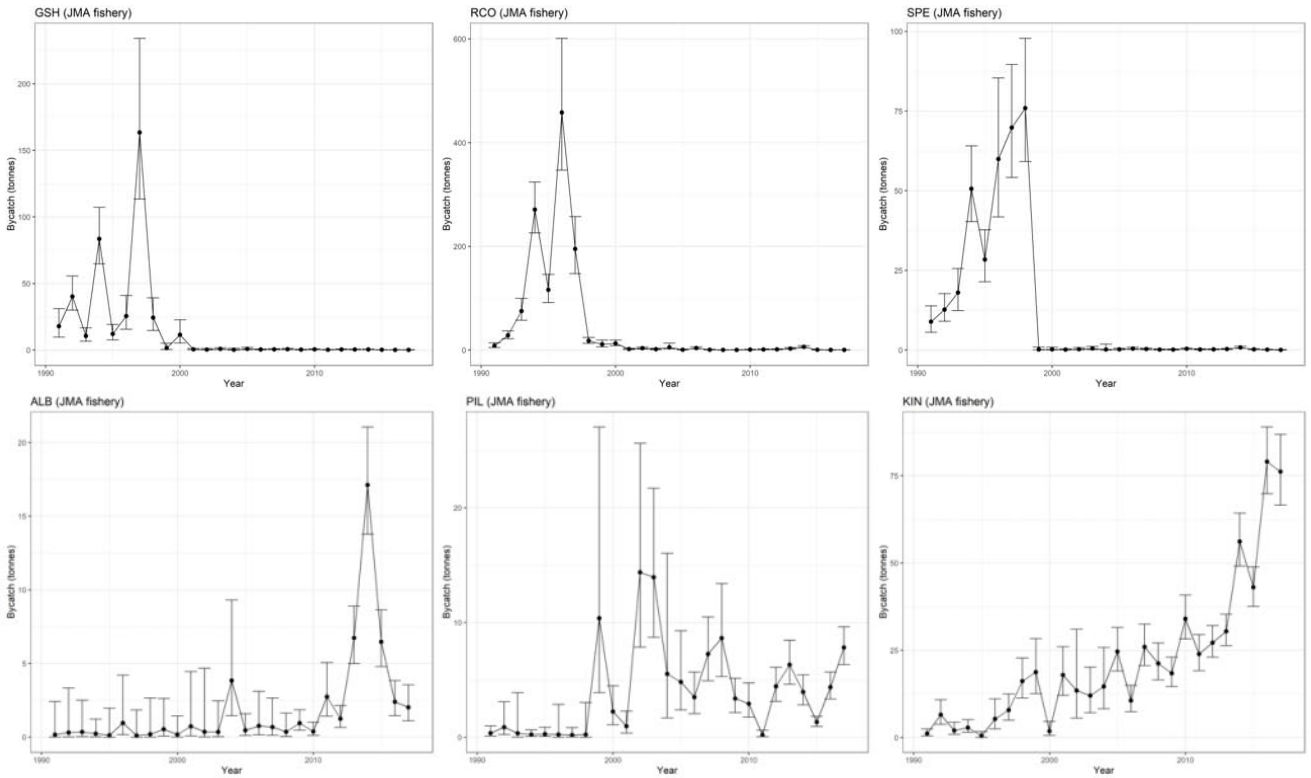 GSH (JMA fishery)
Bycatch (tonnes)
200
150
100
50
0
1990
2000
2010
Year
RCO (JMA fishery)
Bycatch (tonnes)
600
400
200
0
1990
2000
2010
Year
SPE (JMA fishery)
Bycatch (tonnes)
100
75
50
25
0
1990
2000
2010
Year
ALB (JMA fishery)
Bycatch (tonnes)
20
15
10
5
0
1990
2000
2010
Year
PIL (JMA fishery)
Bycatch (tonnes)
20
10
0
1990
2000
2010
Year
KIN (JMA fishery)
Bycatch (tonnes)
75
50
25
0
1990
2000
2010
Year